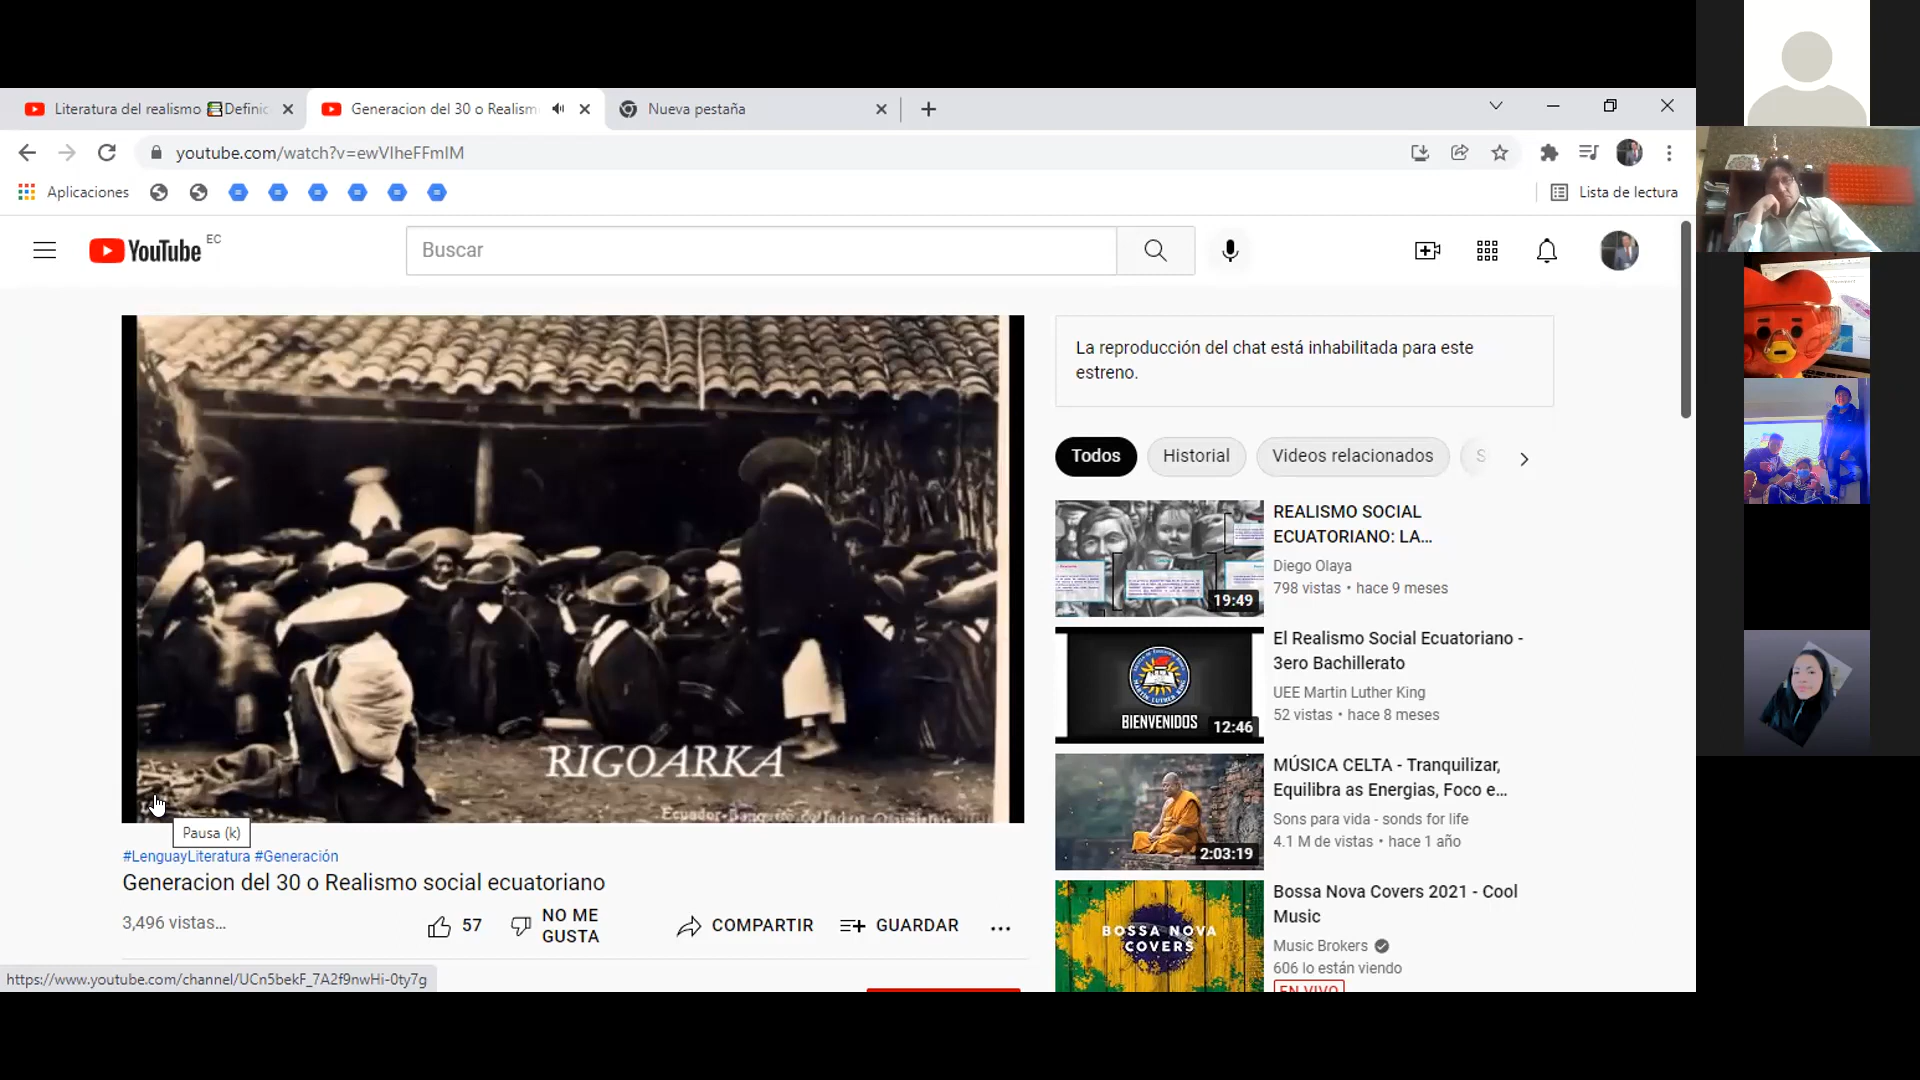 Literatura del realismo 📚Definic
Generacion del 30 o Realism
Nueva pestaña
youtube.com/watch?v=ewVIheFFmIM
Aplicaciones
Lista de lectura
YouTube EC
Buscar
La reproducción del chat está inhabilitada para este
estreno.
Todos
Historial
Videos relacionados
S
RIGOARKA
Pausa (k)
#LenguayLiteratura #Generación
Generacion del 30 o Realismo social ecuatoriano
3,496 vistas...
57
NO ME
GUSTA
COMPARTIR
GUARDAR
https://www.youtube.com/channel/UCn5bekF_7A2f9nwHi-0ty7g
REALISMO SOCIAL
ECUATORIANO: LA...
Diego Olaya
798 vistas • hace 9 meses
19:49
El Realismo Social Ecuatoriano -
3ero Bachillerato
UEE Martin Luther King
52 vistas • hace 8 meses
BIENVENIDOS
12:46
MÚSICA CELTA - Tranquilizar,
Equilibra as Energias, Foco e...
Sons para vida - sonds for life
4.1 M de vistas • hace 1 año
2:03:19
Bossa Nova Covers 2021 - Cool
Music
Music Brokers
606 lo están viendo
EN VIVO
BOSSA NOVA
COVERS